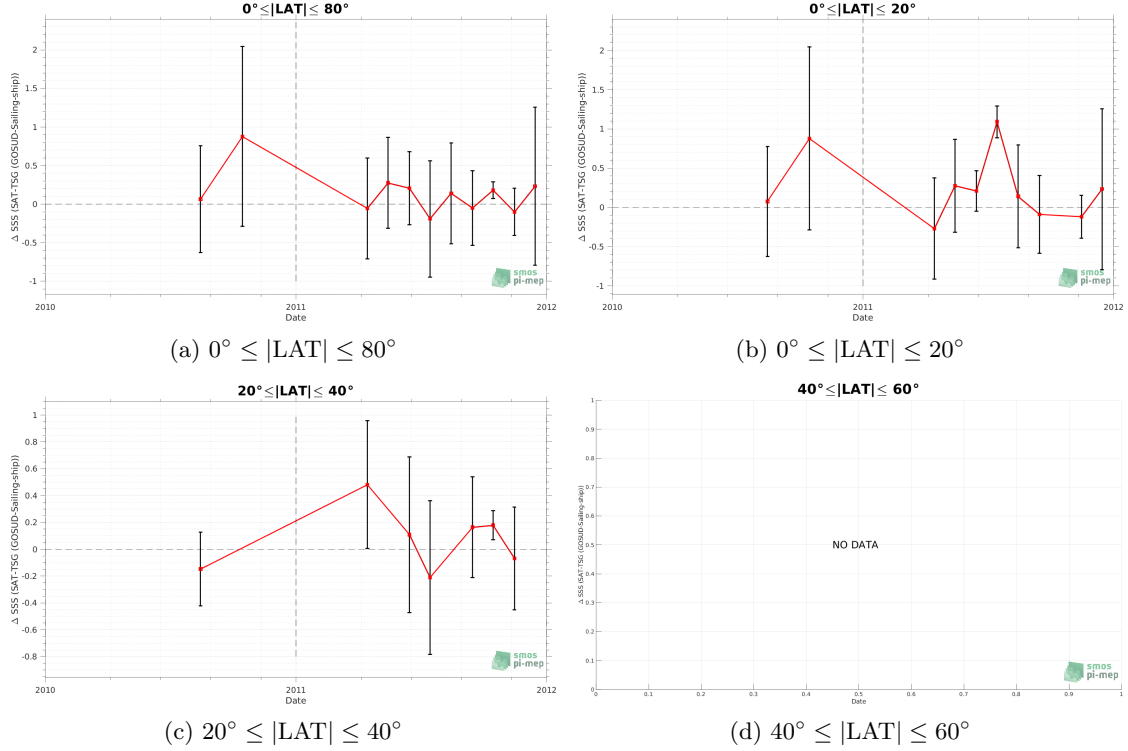 0°≤|LAT|≤ 80°
Δ SSS (SAT-TSG (GOSUD-Sailing-ship))
2
1.5
1
0.5
0
-0.5
-1
2010
2011
2012
Date
smos
pi-mep
(a) 0° ≤ |LAT| ≤ 80°
0°≤|LAT|≤ 20°
Δ SSS (SAT-TSG (GOSUD-Sailing-ship))
2
1.5
1
0.5
0
-0.5
-1
2010
2011
2012
Date
smos
pi-mep
(b) 0° ≤ |LAT| ≤ 20°
20°≤|LAT|≤ 40°
Δ SSS (SAT-TSG (GOSUD-Sailing-ship))
1
0.8
0.6
0.4
0.2
0
-0.2
-0.4
-0.6
-0.8
2010
2011
2012
Date
smos
pi-mep
(c) 20° ≤ |LAT| ≤ 40°
40°≤|LAT|≤ 60°
Δ SSS (SAT-TSG (GOSUD-Sailing-ship))
1
0.9
0.8
0.7
0.6
0.5
0.4
0.3
0.2
0.1
0
NO DATA
0 0.1 0.2 0.3 0.4 0.5 0.6 0.7 0.8 0.9 1
Date
smos
pi-mep
(d) 40° ≤ |LAT| ≤ 60°